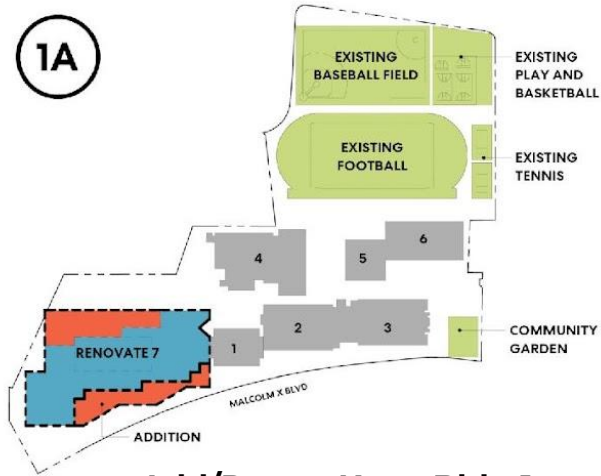 1A
EXISTING
BASEBALL FIELD
EXISTING
PLAY AND
BASKETBALL
EXISTING
FOOTBALL
EXISTING
TENNIS
4
5
6
RENOVATE 7
1
2
3
COMMUNITY
GARDEN
MALCOLM X BLVD
ADDITION